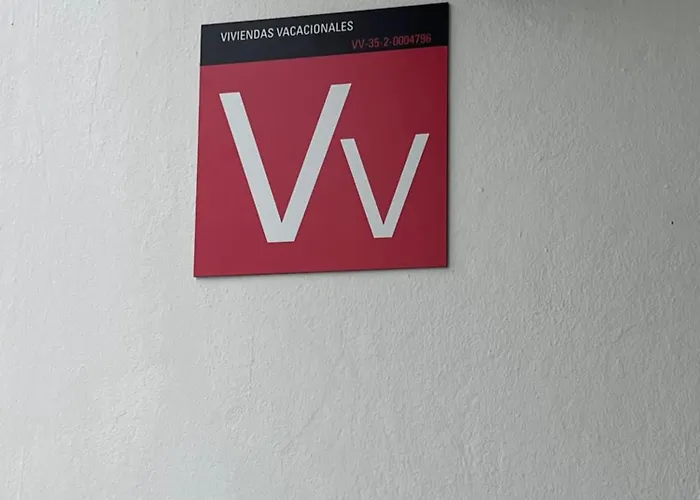 VIVIENDAS VACACIONALES
VV-35-2-0004796
Vv